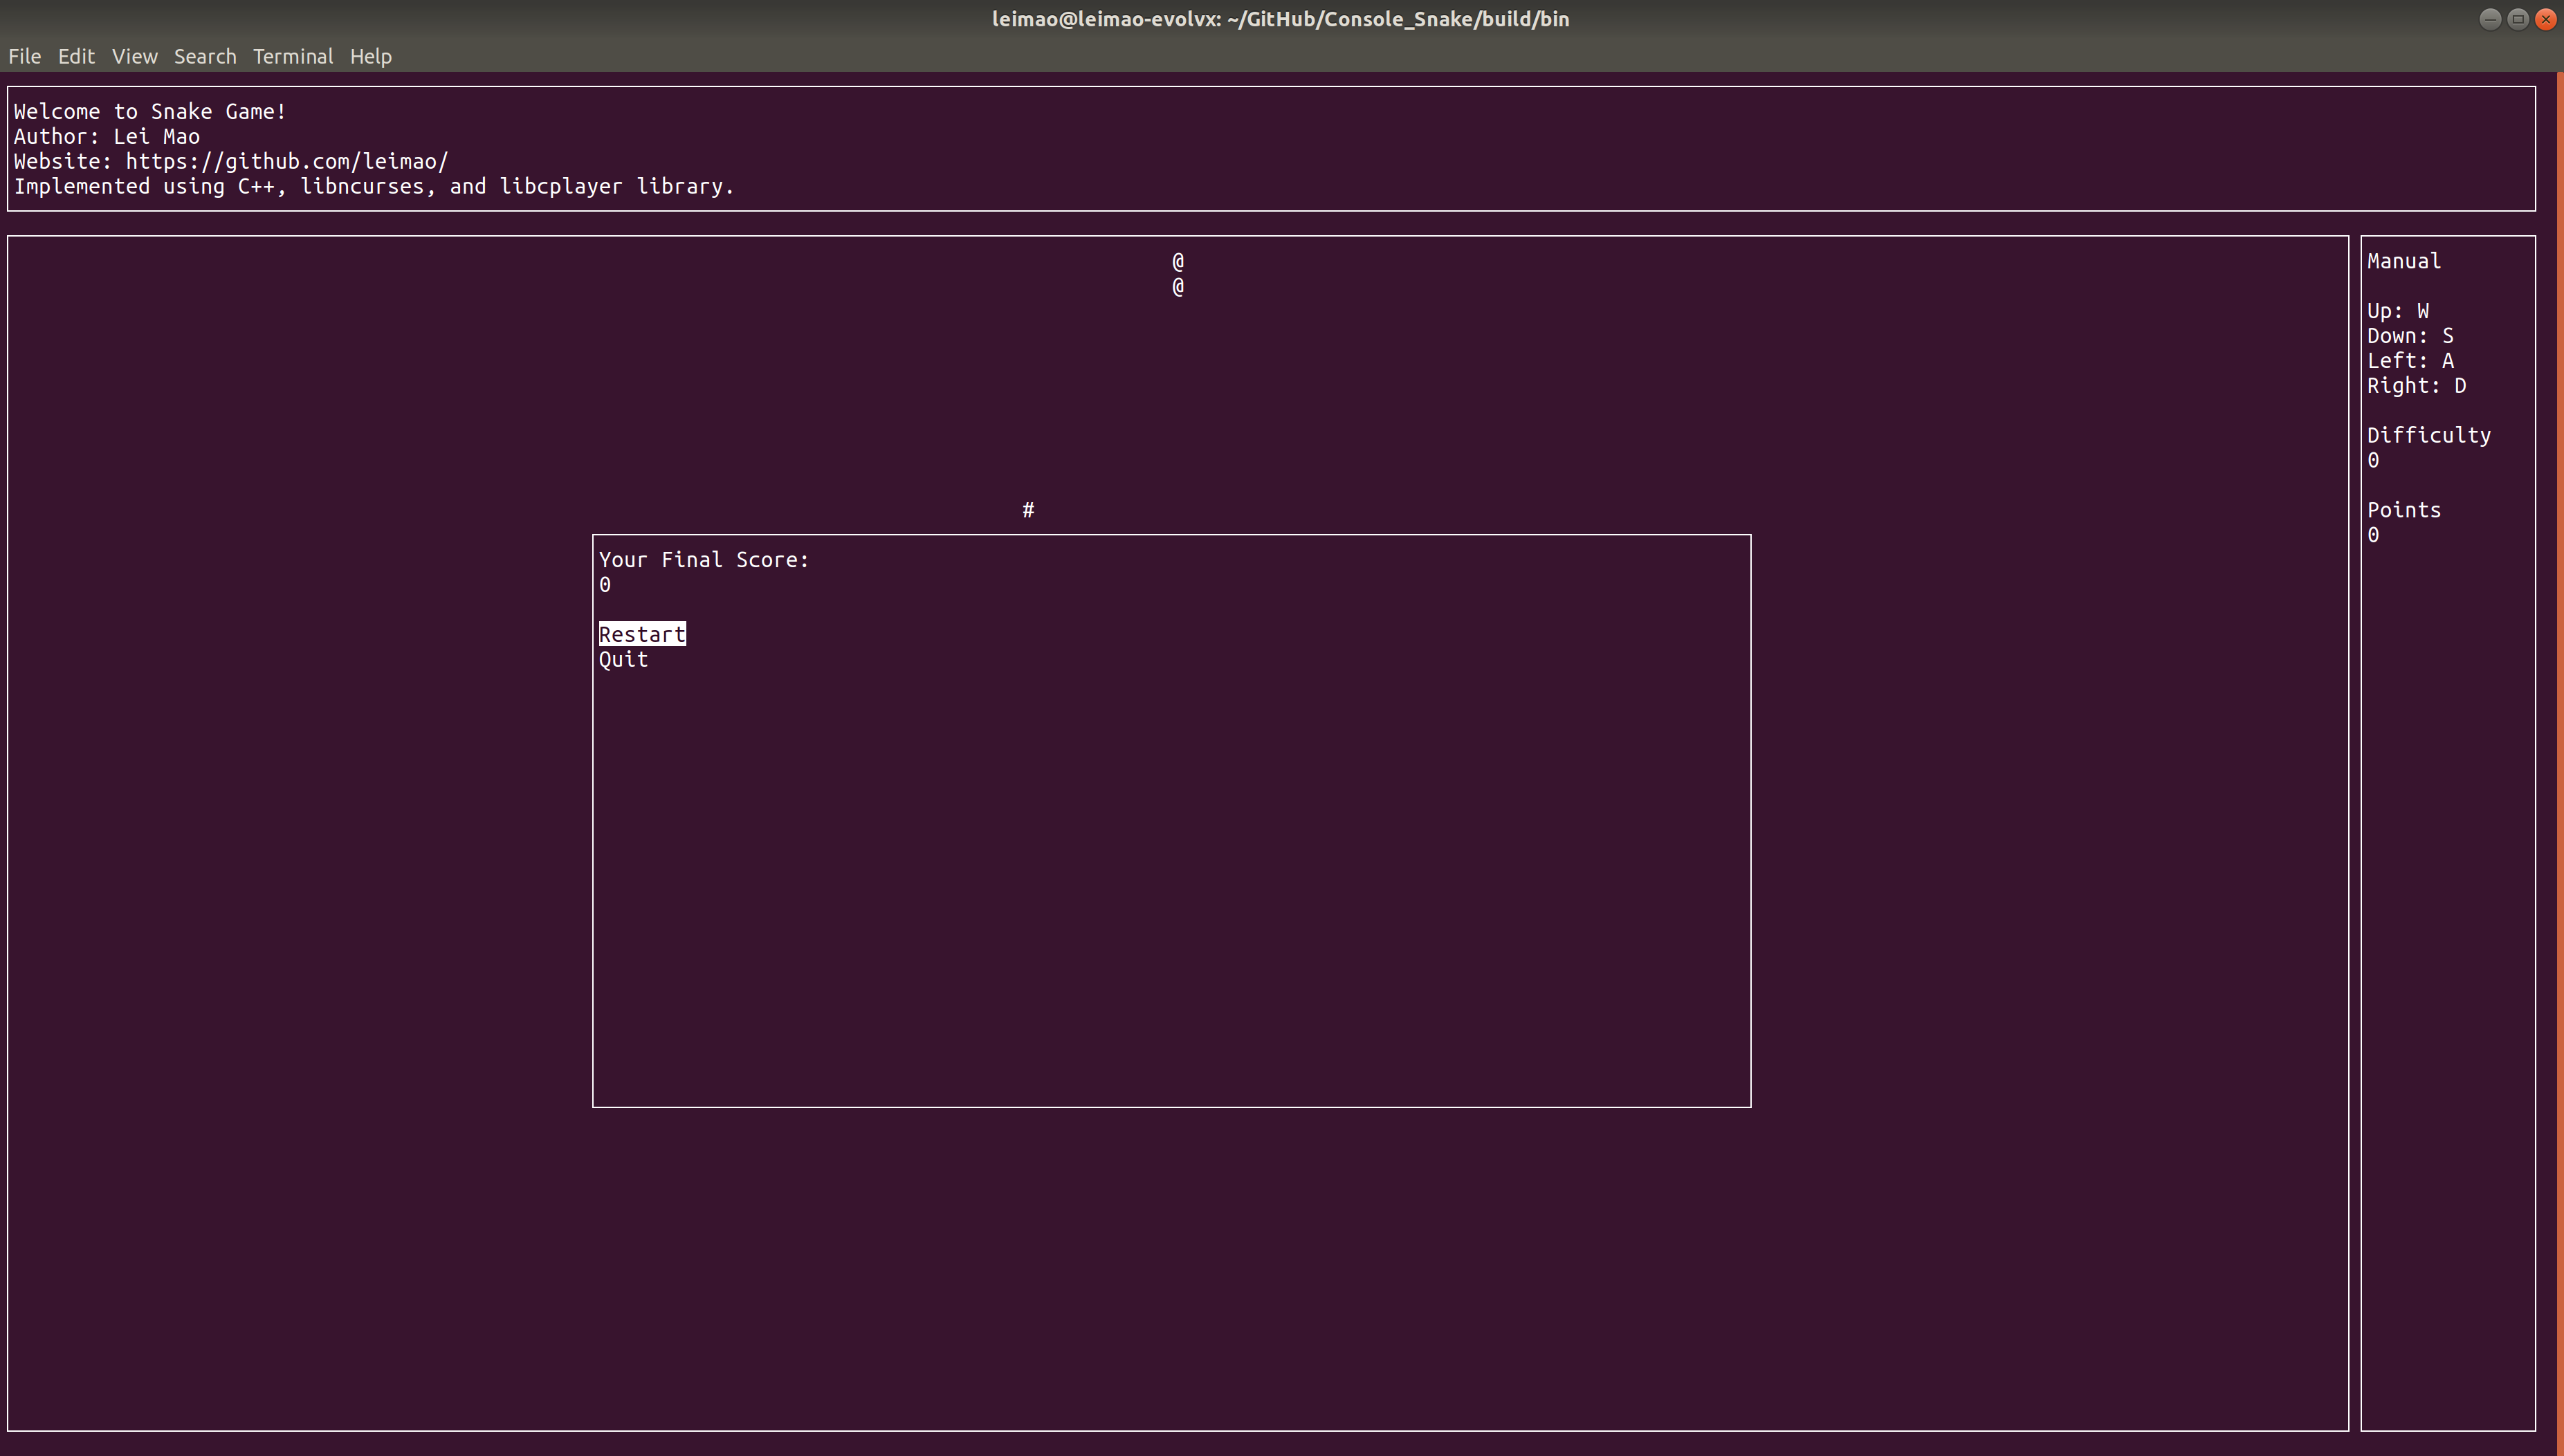 leimao@leimao-evolvx: ~/GitHub/Console_Snake/build/bin
File Edit View Search Terminal Help
Welcome to Snake Game!
Author: Lei Mao
Website: https://github.com/leimao/
Implemented using C++, libncurses, and libcplayer library.
@
@
#
Your Final Score:
0
Restart
Quit
Manual
Up: W
Down: S
Left: A
Right: D
Difficulty
0
Points
0